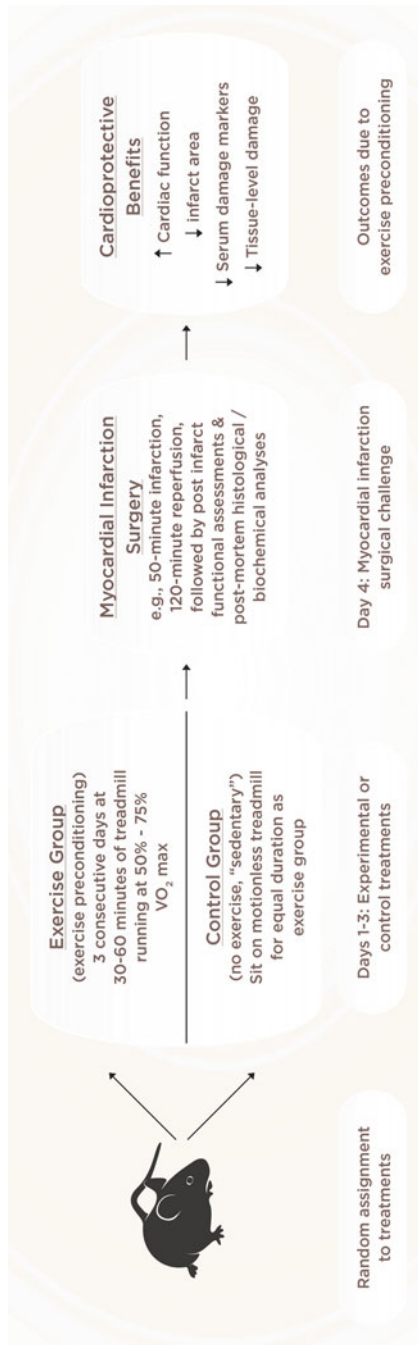 Exercise Group
(exercise preconditioning)
3 consecutive days at
30-60 minutes of treadmill
running at 50% - 75%
VO₂ max
Control Group
(no exercise, “sedentary”)
Sit on motionless treadmill
for equal duration as
exercise group
Myocardial Infarction
Surgery
e.g., 50-minute infarction,
120-minute reperfusion,
followed by post infarct
functional assessments &
post-mortem histological /
biochemical analyses
Cardioprotective
Benefits
↑ Cardiac function
↓ infarct area
↓ Serum damage markers
↓ Tissue-level damage
Random assignment
to treatments
Days 1-3: Experimental or
control treatments
Day 4: Myocardial infarction
surgical challenge
Outcomes due to
exercise preconditioning